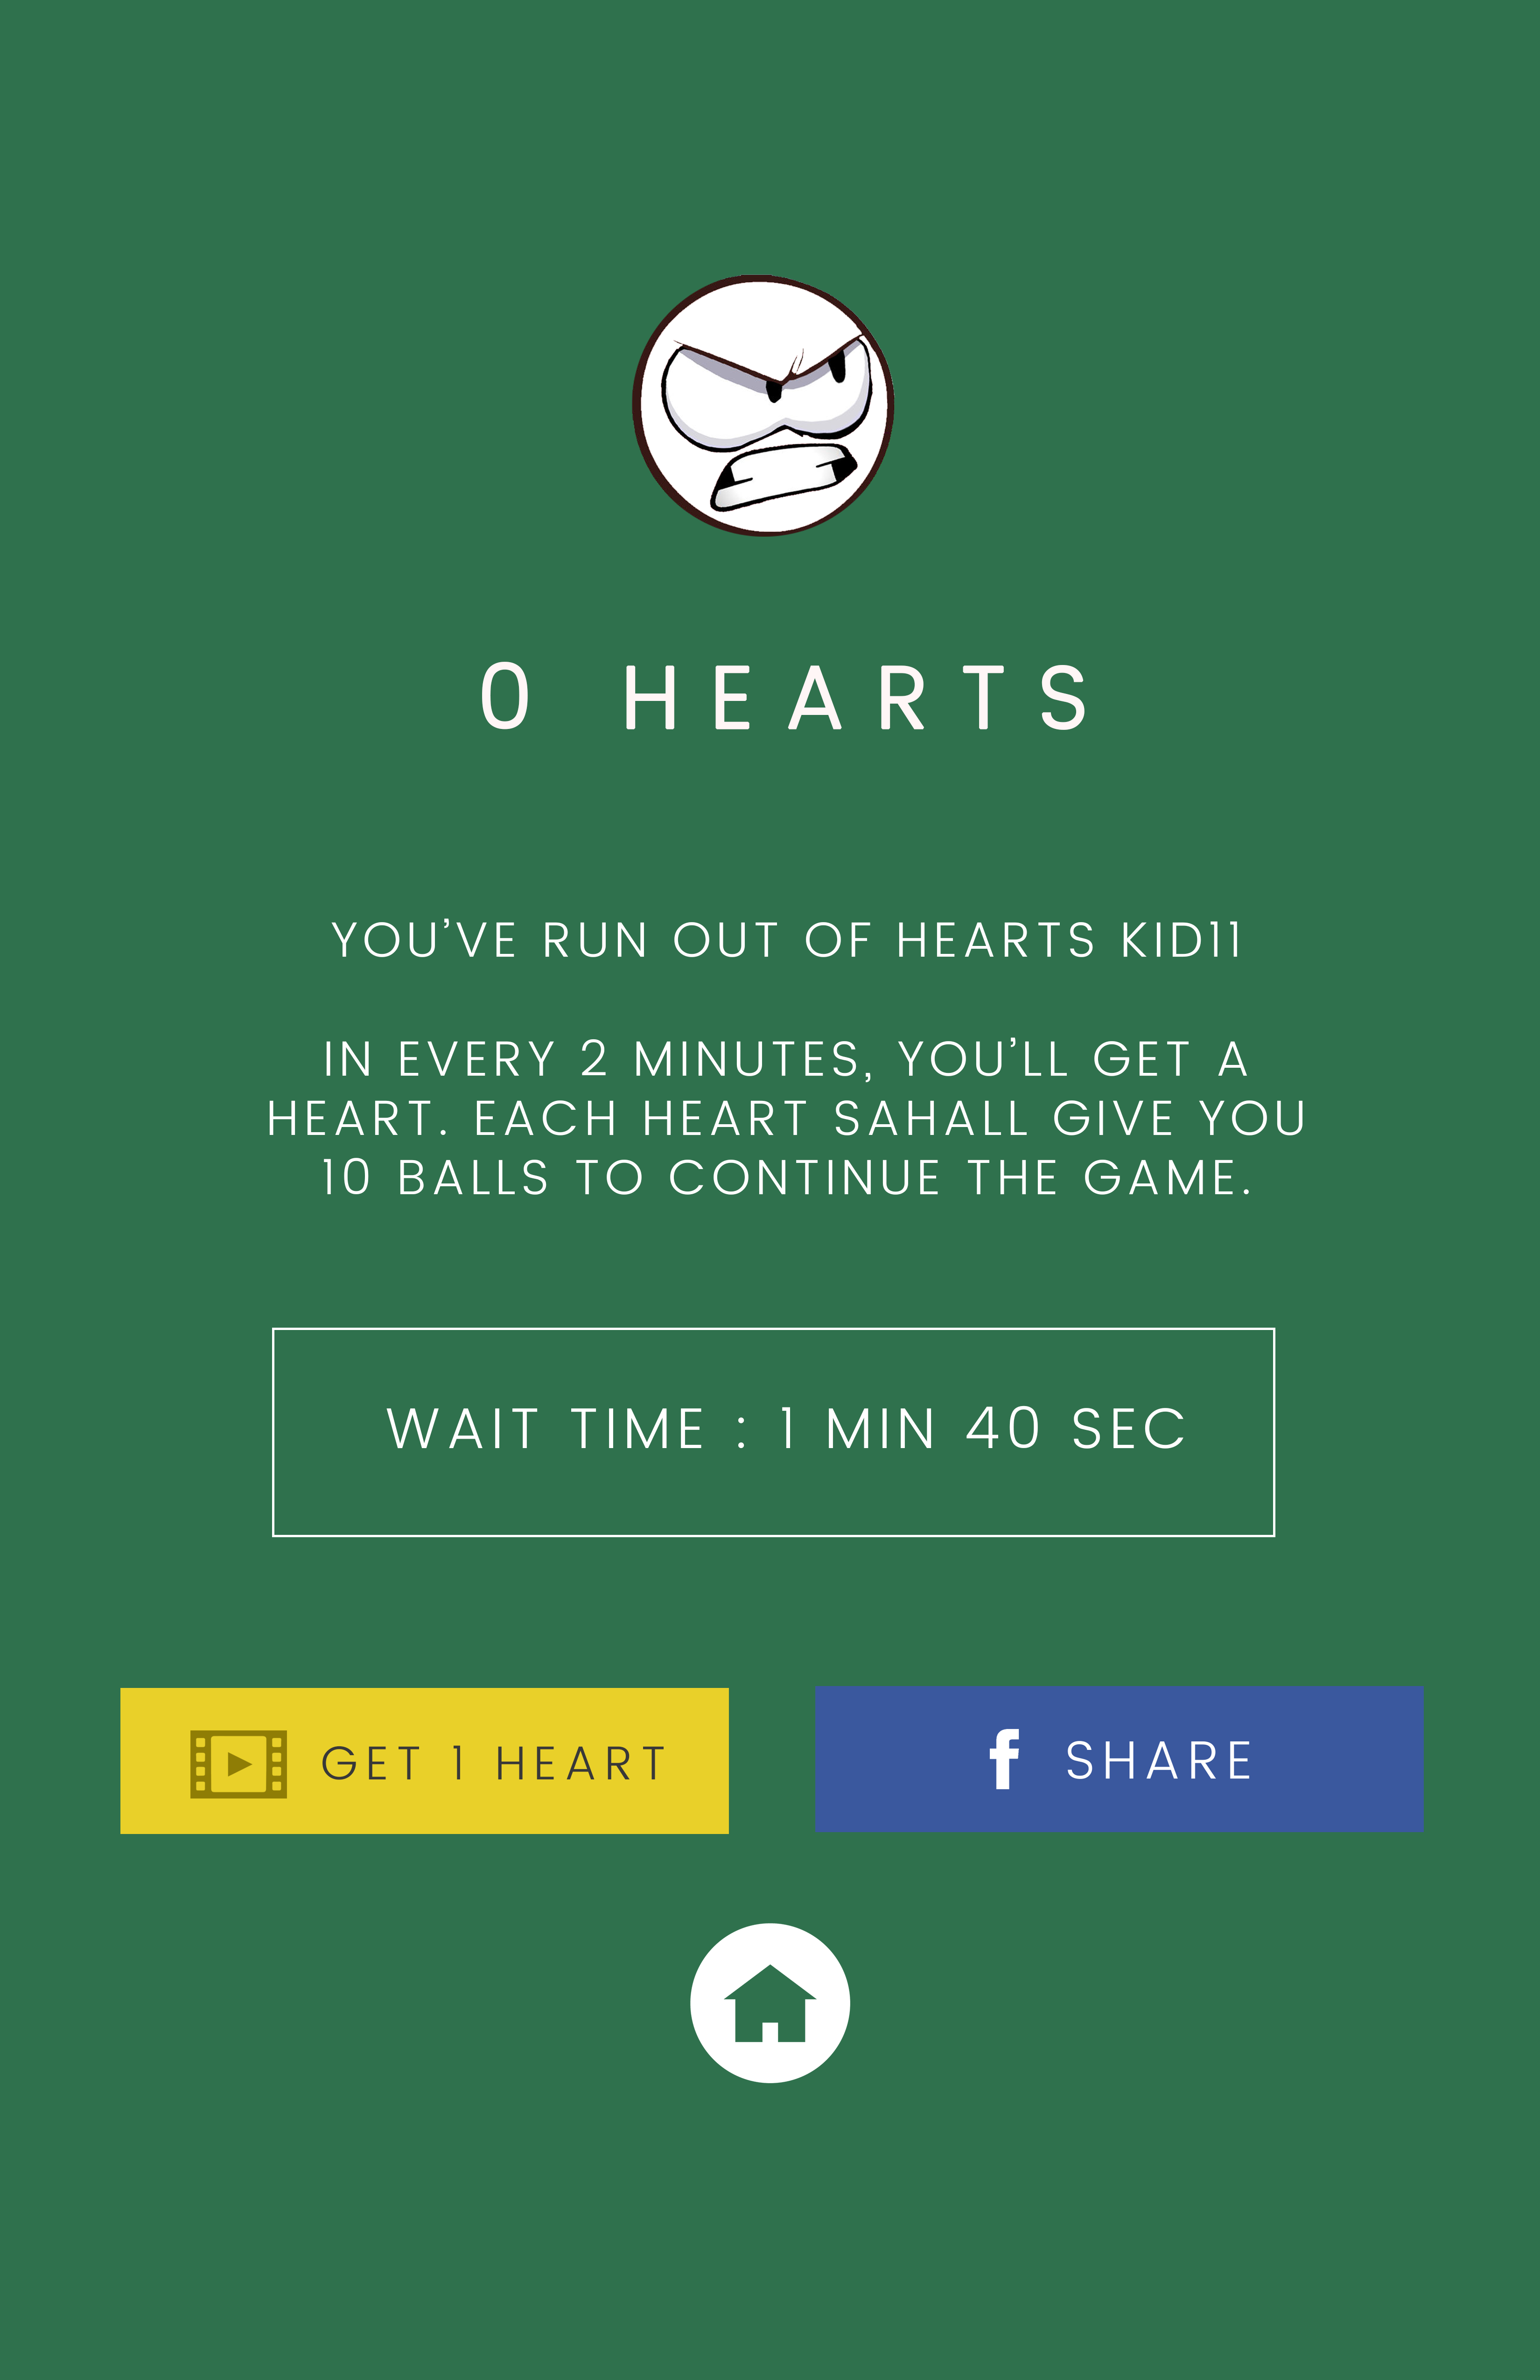 0 HEARTS
YOU’VE RUN OUT OF HEARTS KID11
IN EVERY 2 MINUTES, YOU’LL GET A
HEART. EACH HEART SAHALL GIVE YOU
10 BALLS TO CONTINUE THE GAME.
WAIT TIME : 1 MIN 40 SEC
GET 1 HEART
f SHARE